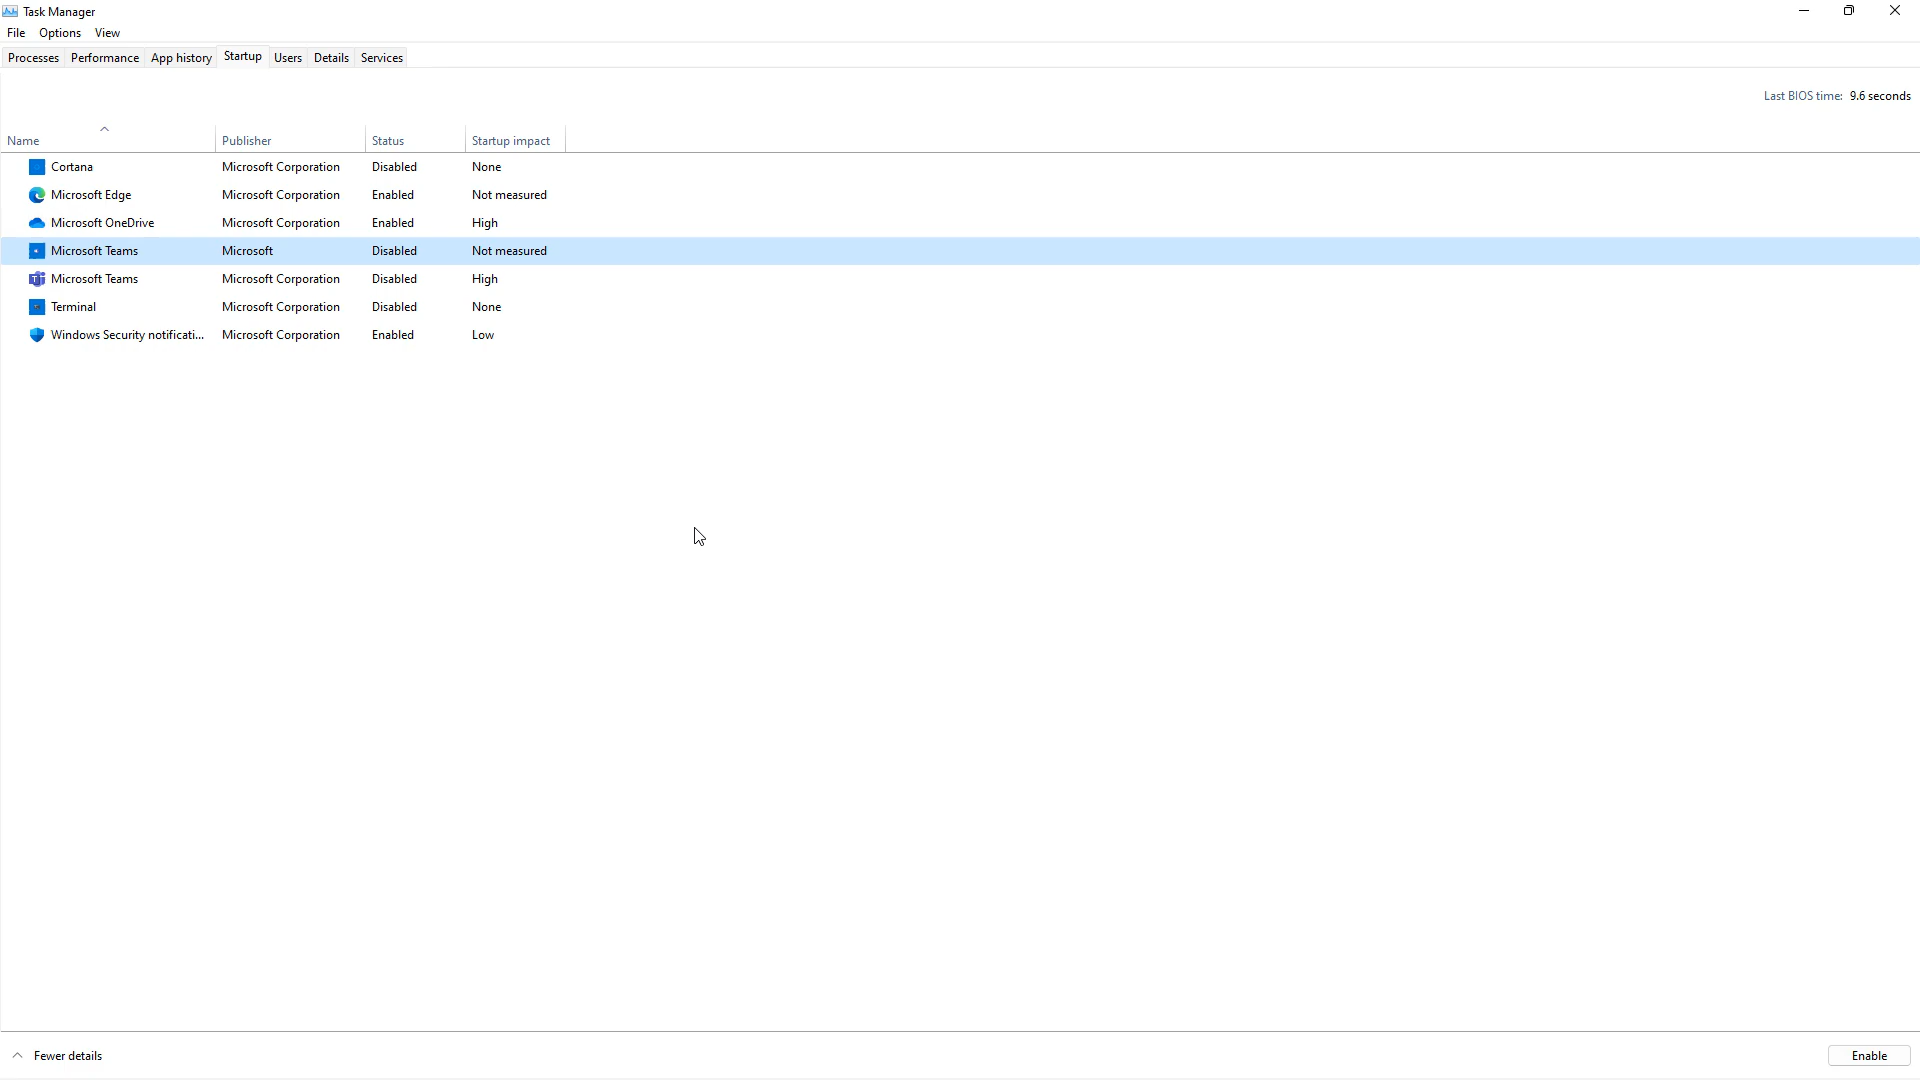 Task Manager
File Options View
Processes Performance App history Startup Users Details Services
Last BIOS time: 9.6 seconds
Name Publisher Status Startup impact
Cortana Microsoft Corporation Disabled None
Microsoft Edge Microsoft Corporation Enabled Not measured
Microsoft OneDrive Microsoft Corporation Enabled High
Microsoft Teams Microsoft Disabled Not measured
Microsoft Teams Microsoft Corporation Disabled High
Terminal Microsoft Corporation Disabled None
Windows Security notificati... Microsoft Corporation Enabled Low
Fewer details Enable